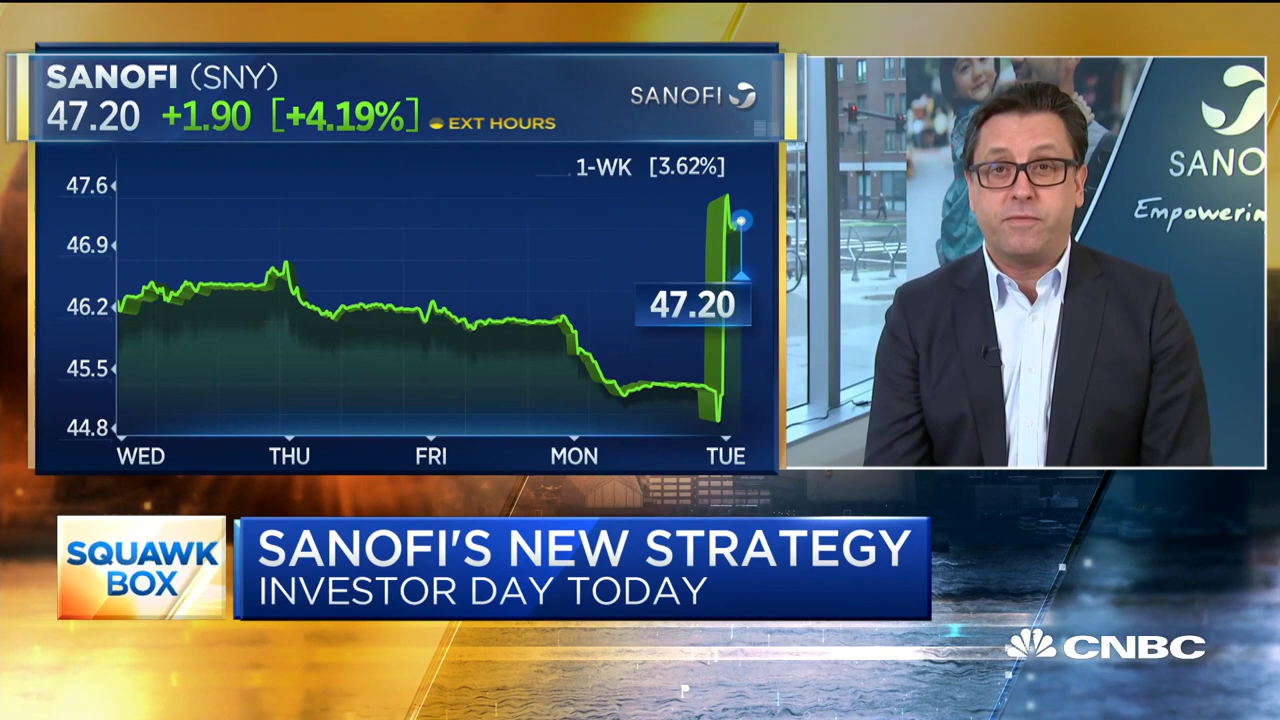 SANOFI (SNY)
47.20 +1.90 [+4.19%] EXT HOURS
SANOFI
1-WK [3.62%]
47.6
46.9
46.2
45.5
44.8
47.20
WED THU FRI MON TUE
SANO
Empowerin
SQUAWK
BOX
SANOFI'S NEW STRATEGY
INVESTOR DAY TODAY
CNBC